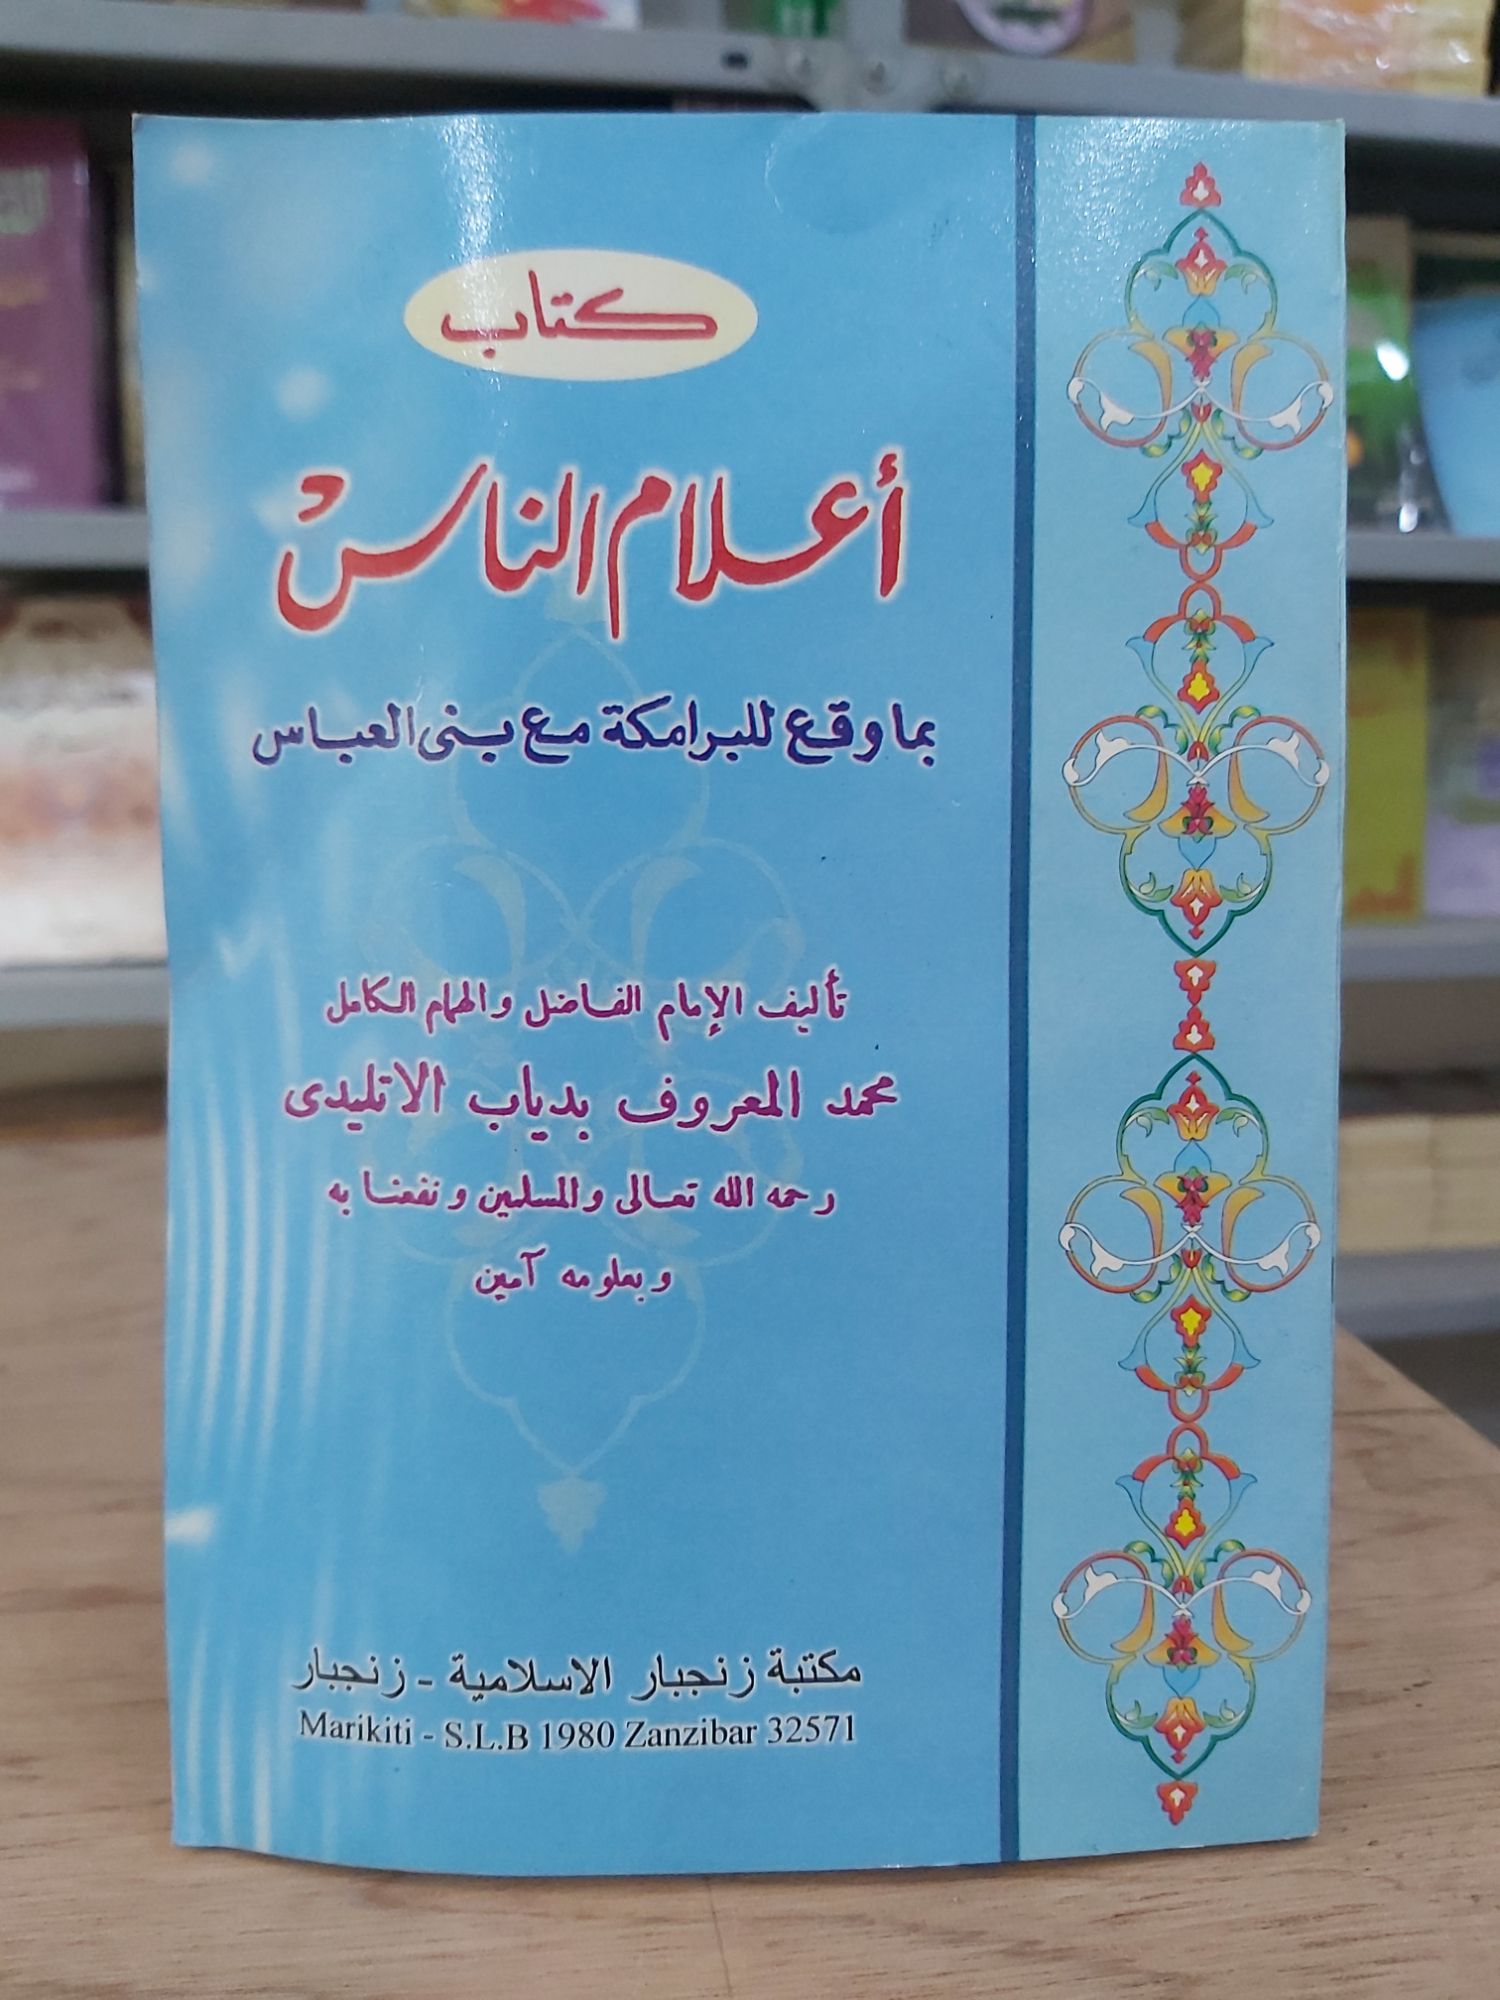 كتاب
أعلام الناس
بما وقع للبرامكة مع بنى العباس
تأليف الإمام الفاضل والهمام الكامل
محمد المعروف بدياب الاتليدى
رحمه الله تعالى والمسلمين ونفعنا به
وبعلومه آمين
مكتبة زنجبار الاسلامية - زنجبار
Marikiti - S.L.B 1980 Zanzibar 32571